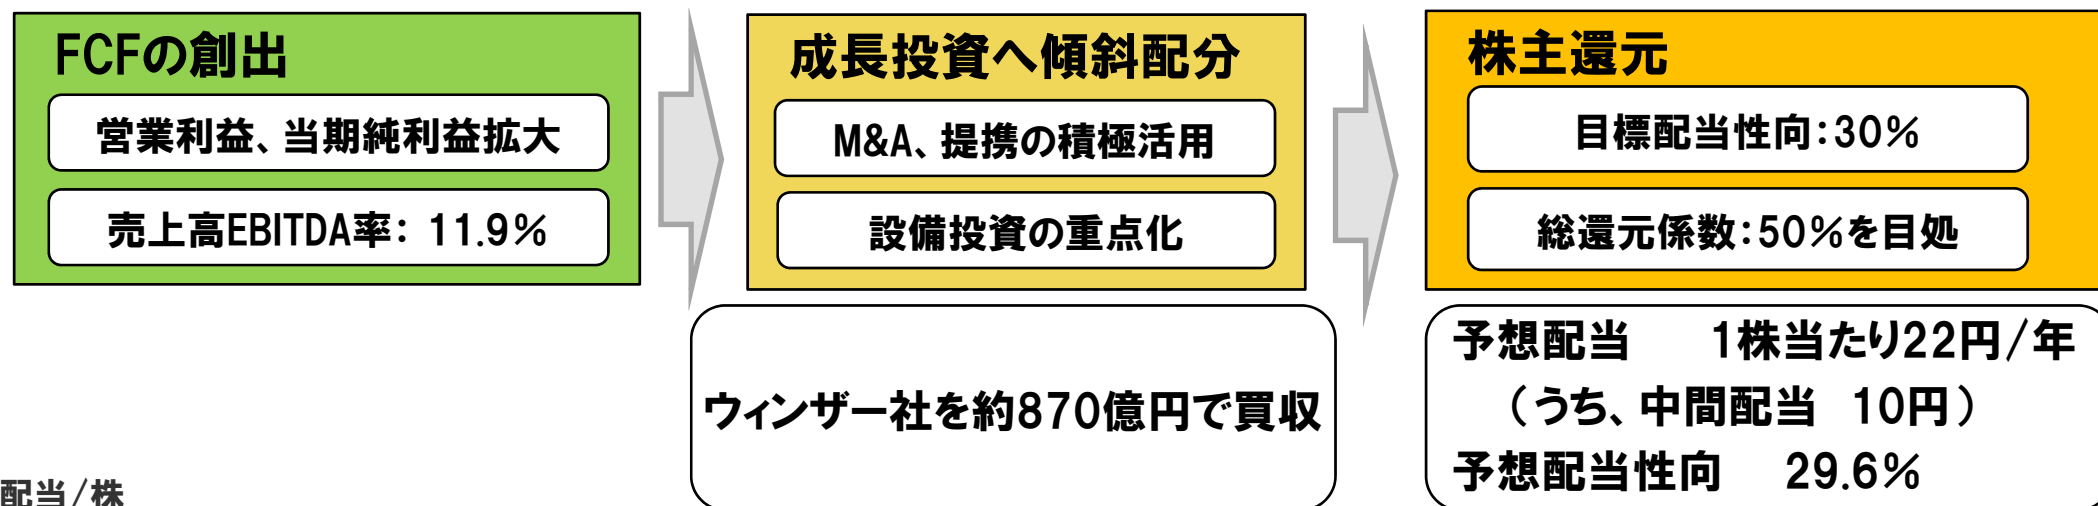 FCFの創出
営業利益、当期純利益拡大
売上高EBITDA率： 11.9％
成長投資へ傾斜配分
M&A、提携の積極活用
設備投資の重点化
ウィンザー社を約870億円で買収
株主還元
目標配当性向：30％
総還元係数：50％を目処
予想配当　　1株当たり22円/年
（うち、中間配当　10円）
予想配当性向　　29.6％
配当/株